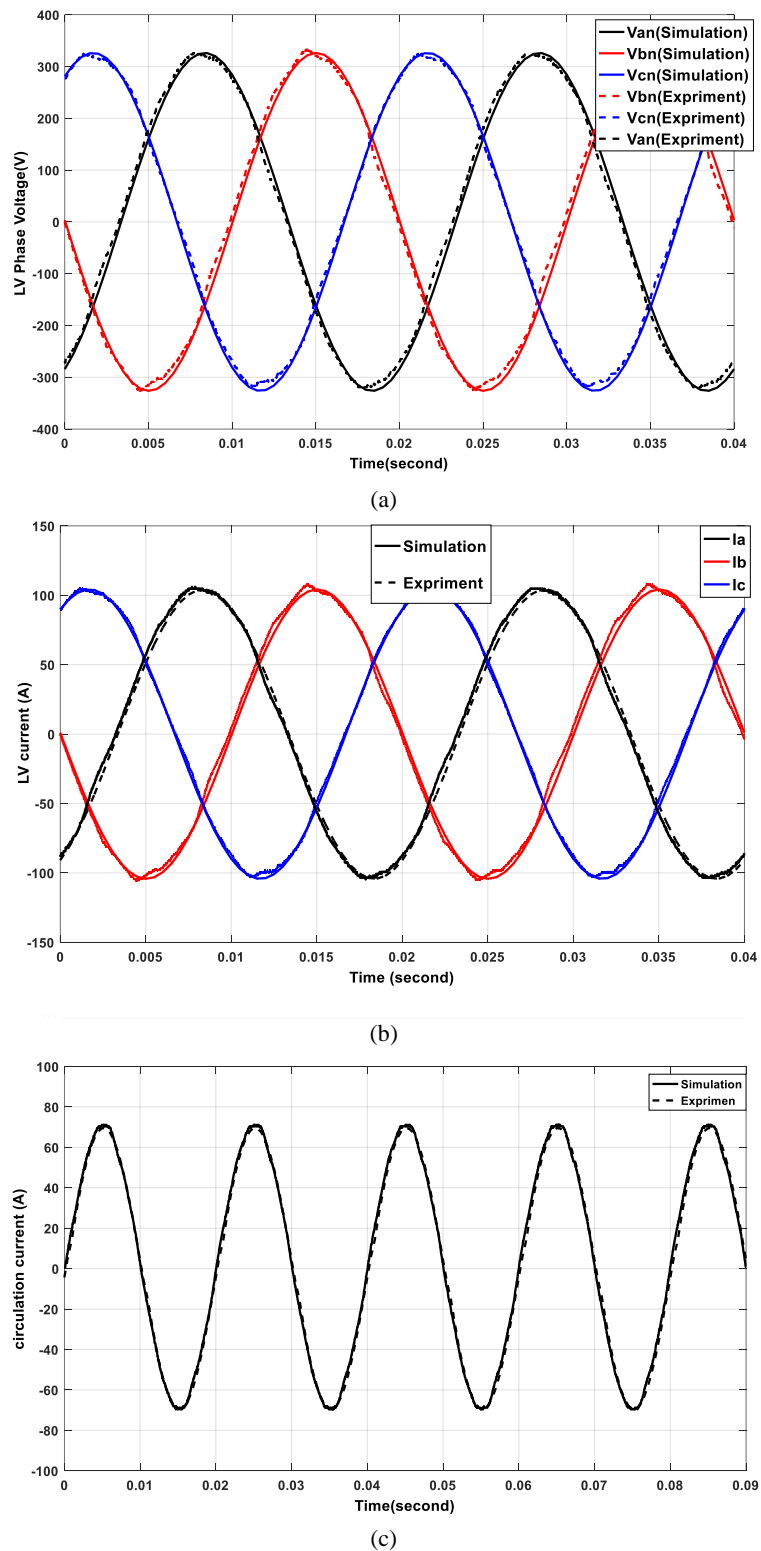 400
300
200
100
0
-100
-200
-300
-400
LV Phase Voltage(V)
Van(Simulation)
Vbn(Simulation)
Vcn(Simulation)
Vbn(Expriment)
Vcn(Expriment)
Van(Expriment)
0 0.005 0.01 0.015 0.02 0.025 0.03 0.035 0.04
Time(second)
(a)
150
100
50
0
-50
-100
-150
LV current (A)
Simulation
Expriment
Ia
Ib
Ic
0 0.005 0.01 0.015 0.02 0.025 0.03 0.035 0.04
Time (second)
(b)
100
80
60
40
20
0
-20
-40
-60
-80
-100
circulation current (A)
Simulation
Exprimen
0 0.01 0.02 0.03 0.04 0.05 0.06 0.07 0.08 0.09
Time(second)
(c)